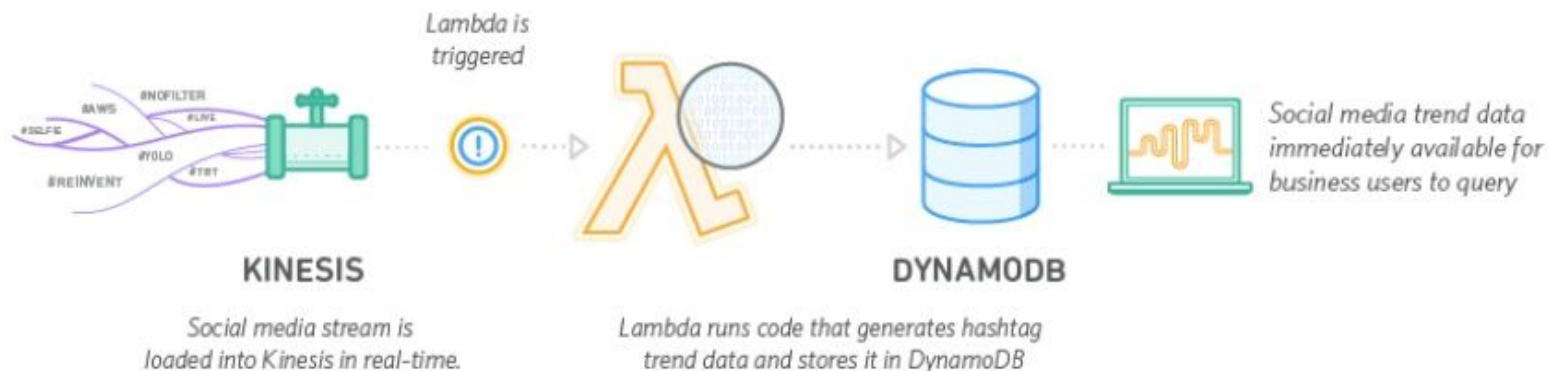 Lambda is
triggered
#NOFILTER
#AWS
#LIVE
#SELFIE
#YOLO
#TBT
#REINVENT
Social media trend data
immediately available for
business users to query
KINESIS
DYNAMODB
Social media stream is
loaded into Kinesis in real-time.
Lambda runs code that generates hashtag
trend data and stores it in DynamoDB